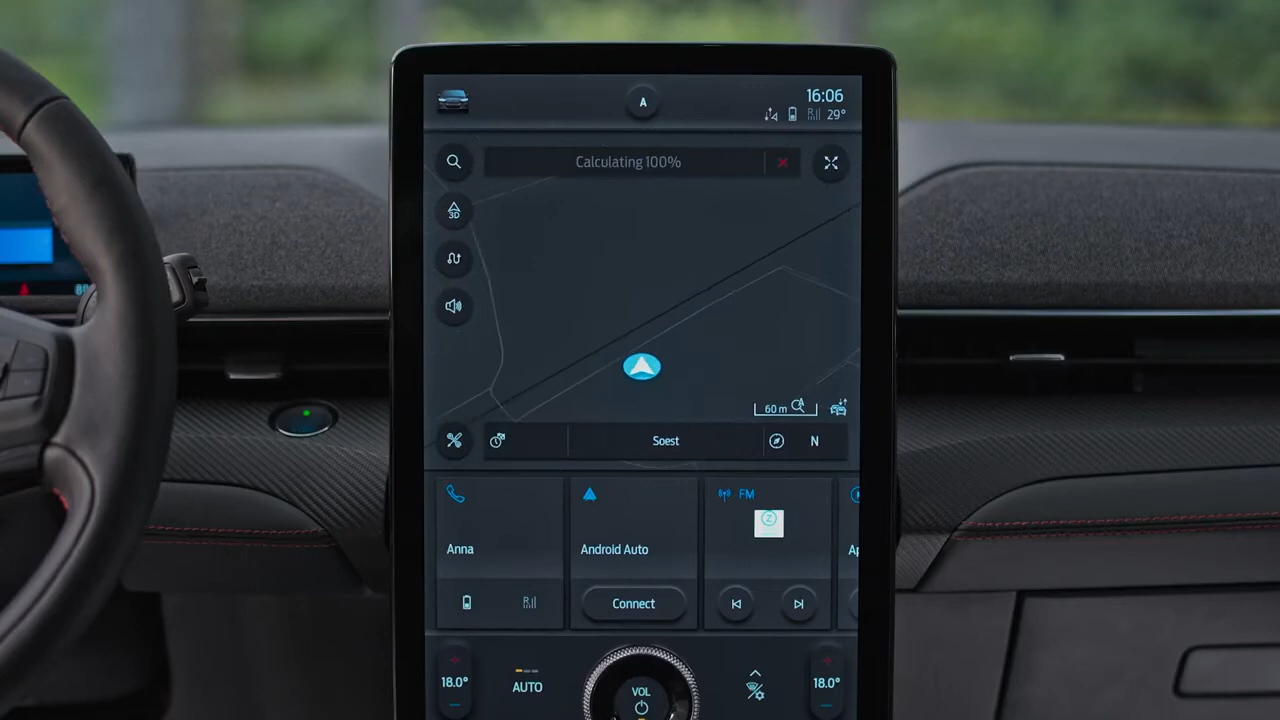 A
16:06
29°
Calculating 100%
3D
60 m
Soest
N
FM
Z
Anna
Android Auto
Ap
Connect
18.0°
AUTO
VOL
18.0°